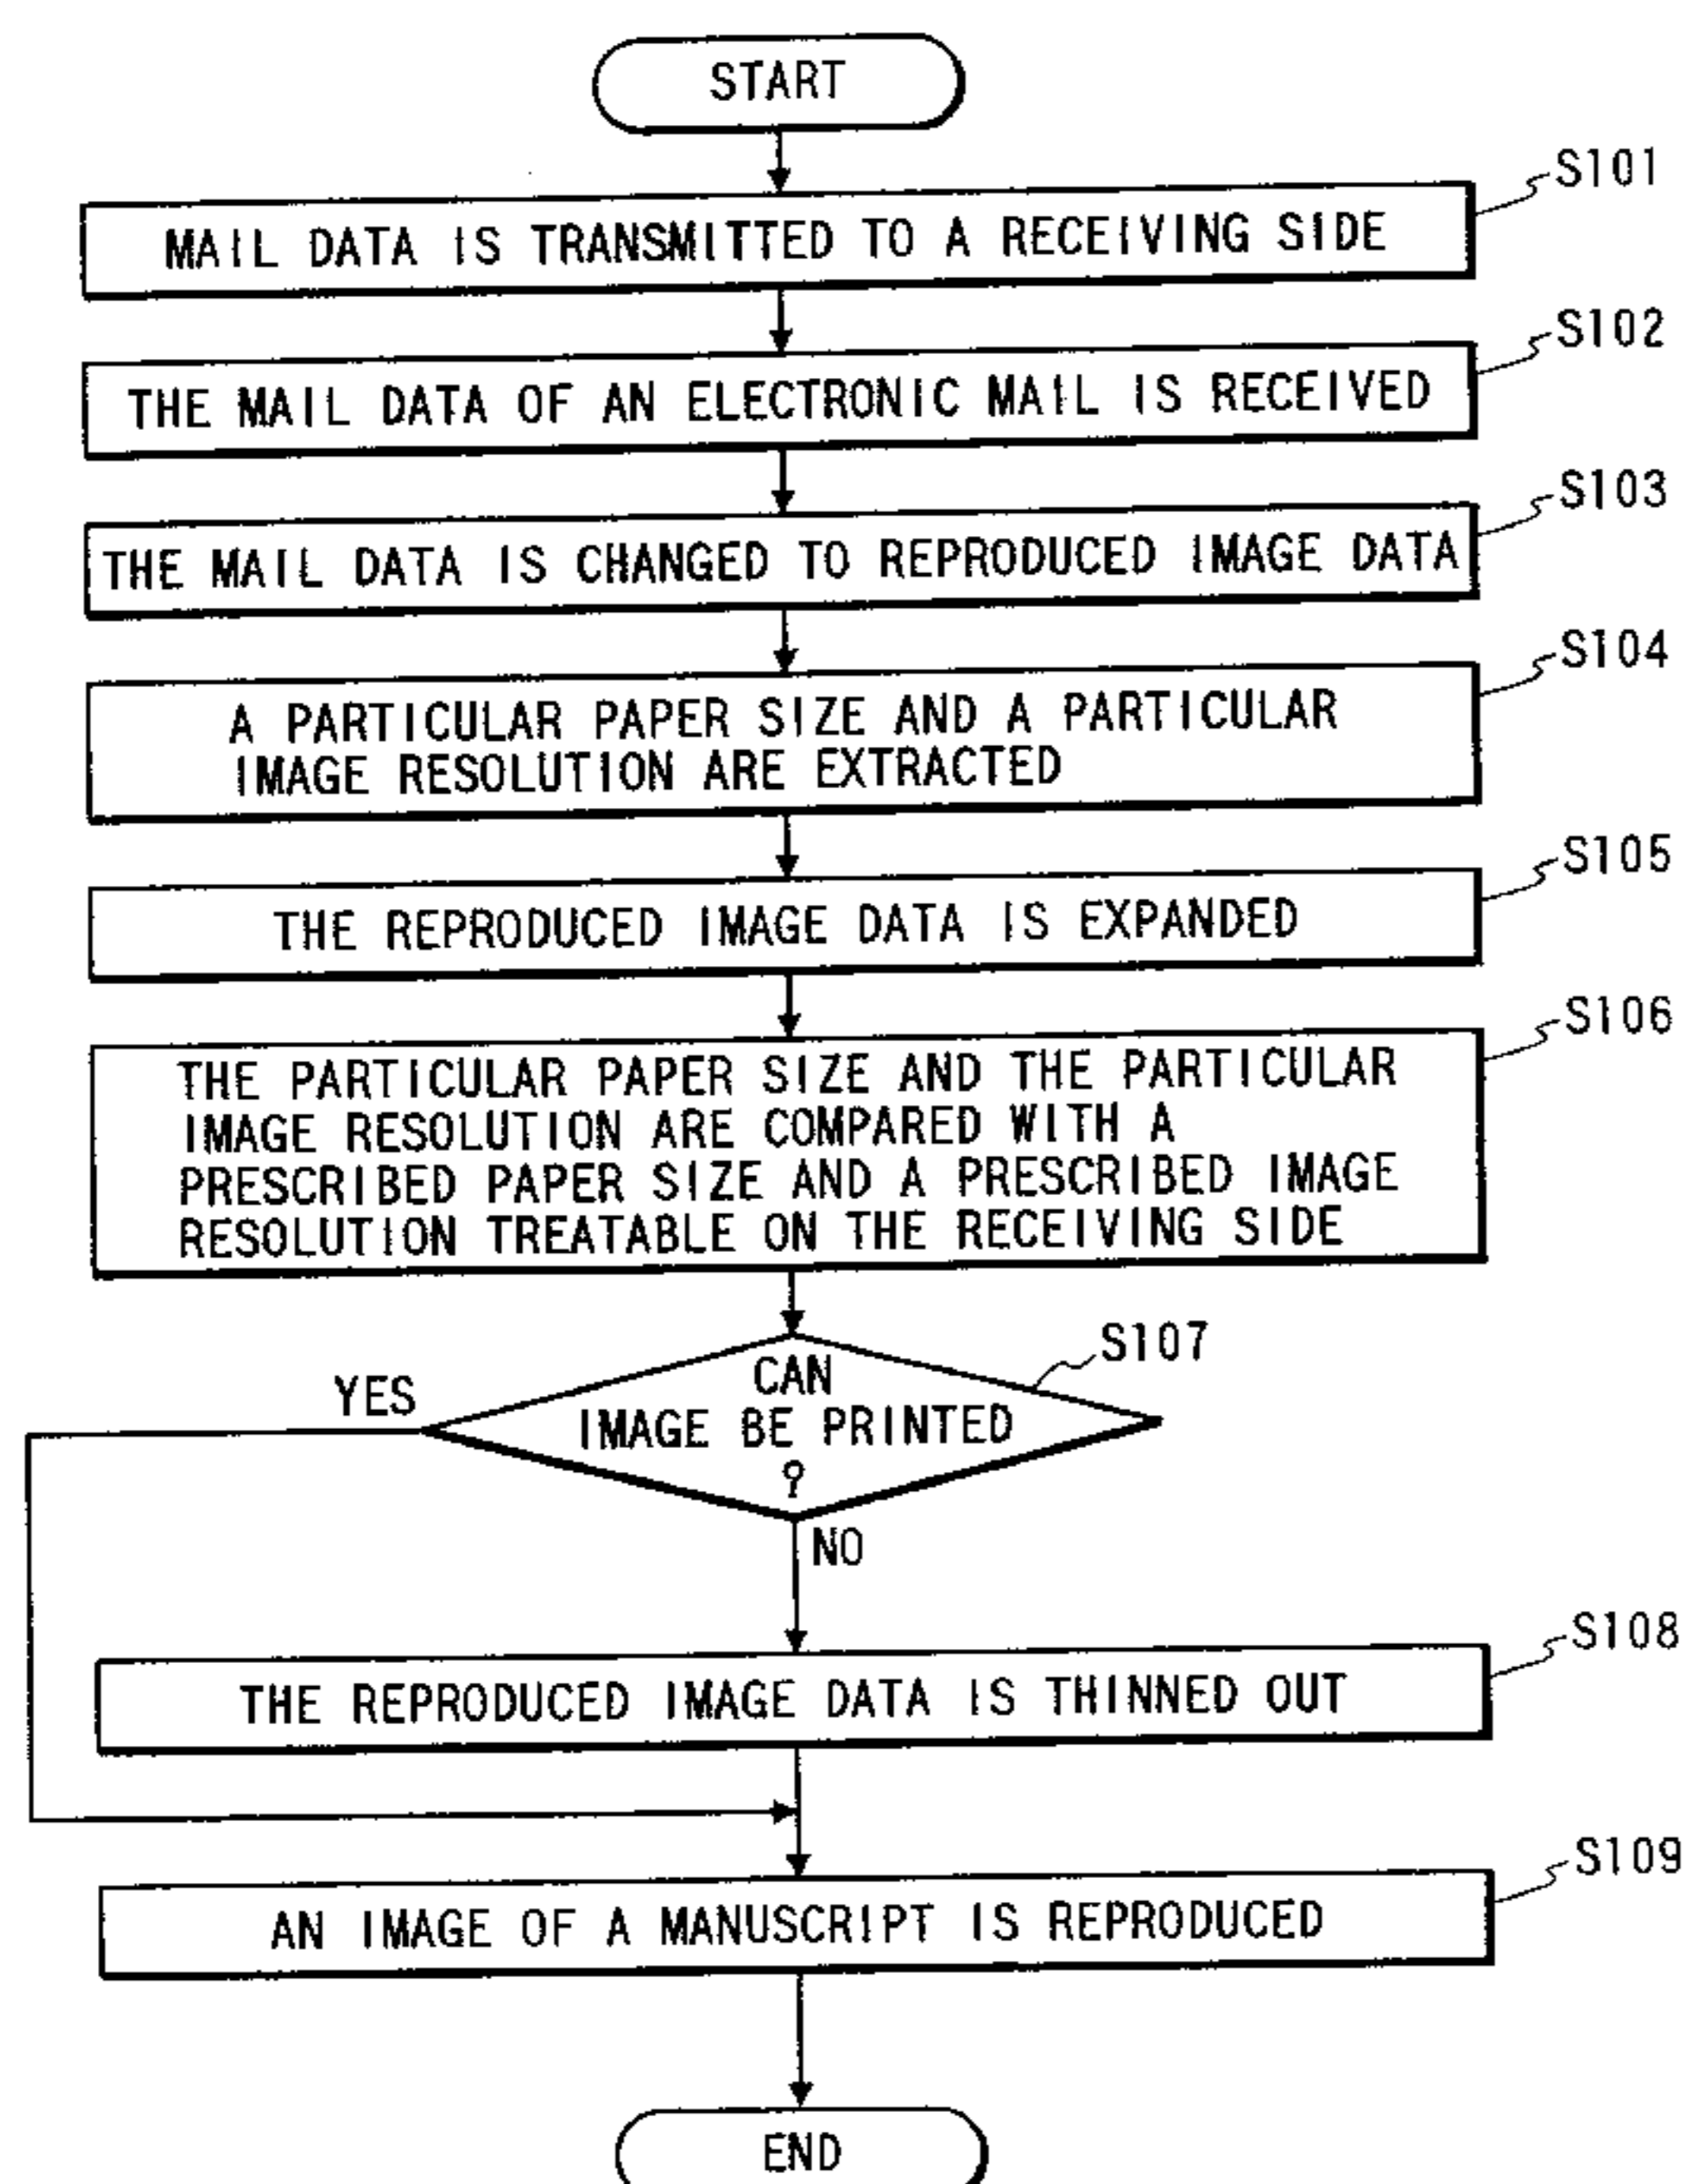 START
S101
MAIL DATA IS TRANSMITTED TO A RECEIVING SIDE
S102
THE MAIL DATA OF AN ELECTRONIC MAIL IS RECEIVED
S103
THE MAIL DATA IS CHANGED TO REPRODUCED IMAGE DATA
S104
A PARTICULAR PAPER SIZE AND A PARTICULAR
IMAGE RESOLUTION ARE EXTRACTED
S105
THE REPRODUCED IMAGE DATA IS EXPANDED
S106
THE PARTICULAR PAPER SIZE AND THE PARTICULAR
IMAGE RESOLUTION ARE COMPARED WITH A
PRESCRIBED PAPER SIZE AND A PRESCRIBED IMAGE
RESOLUTION TREATABLE ON THE RECEIVING SIDE
S107
CAN
YES
IMAGE BE PRINTED
?
NO
S108
THE REPRODUCED IMAGE DATA IS THINNED OUT
S109
AN IMAGE OF A MANUSCRIPT IS REPRODUCED
END